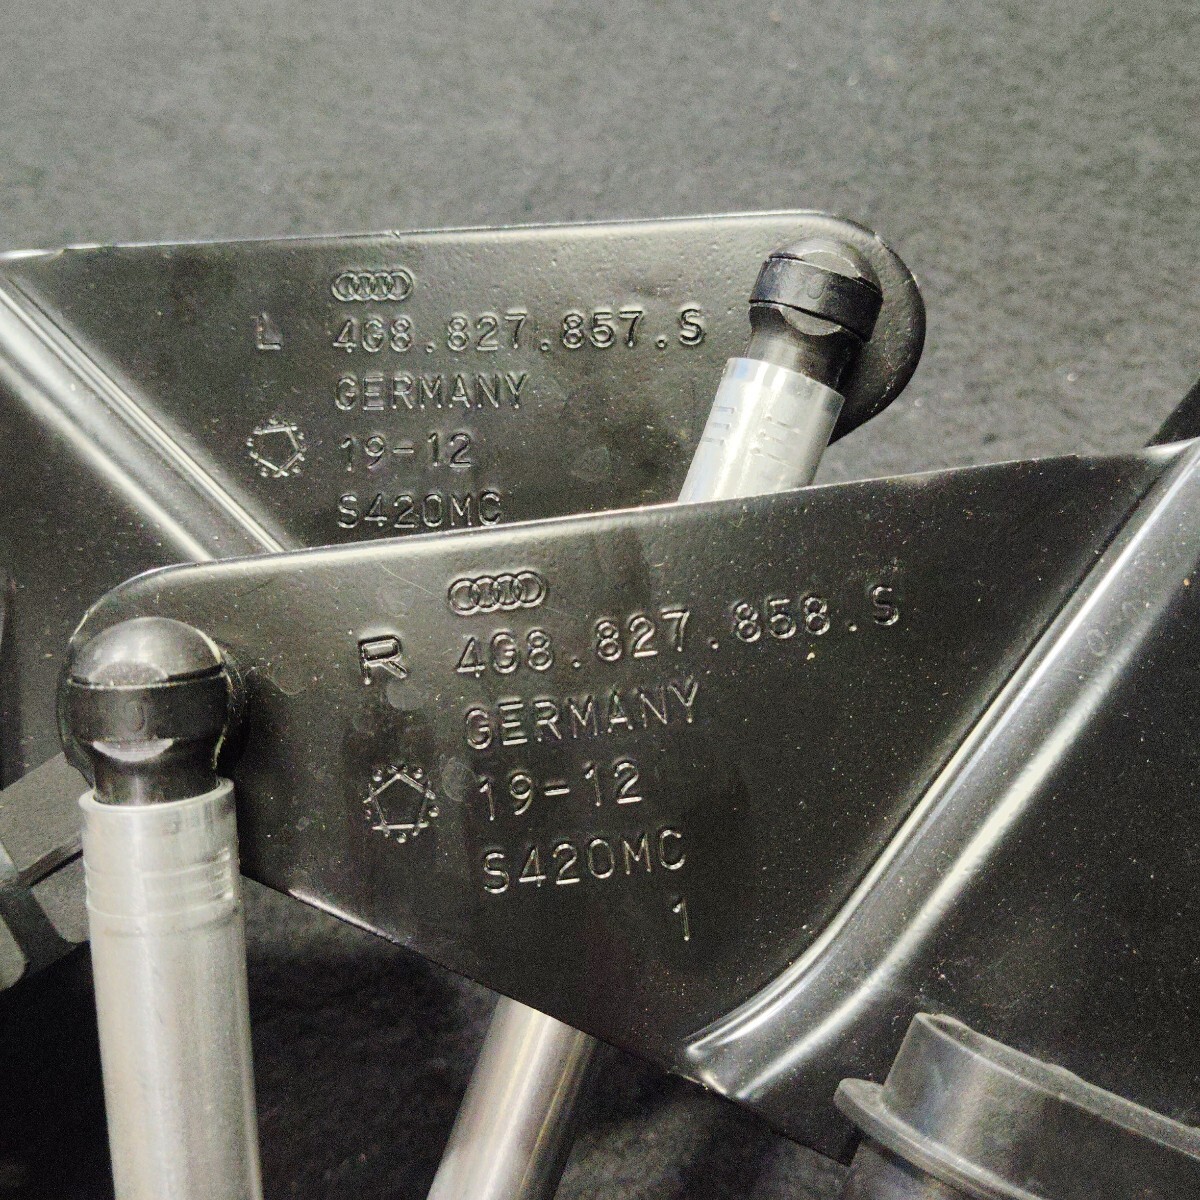 L 4G8.827.857.S
GERMANY
19-12
S420MC
R 4G8.827.858.S
GERMANY
19-12
S420MC
1